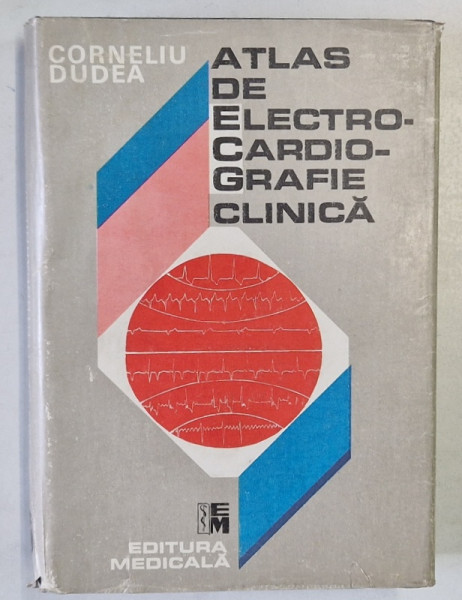 CORNELIU
DUDEA
ATLAS
DE
ELECTRO-
CARDIO-
GRAFIE
CLINICĂ
EM
EDITURA
MEDICALĂ